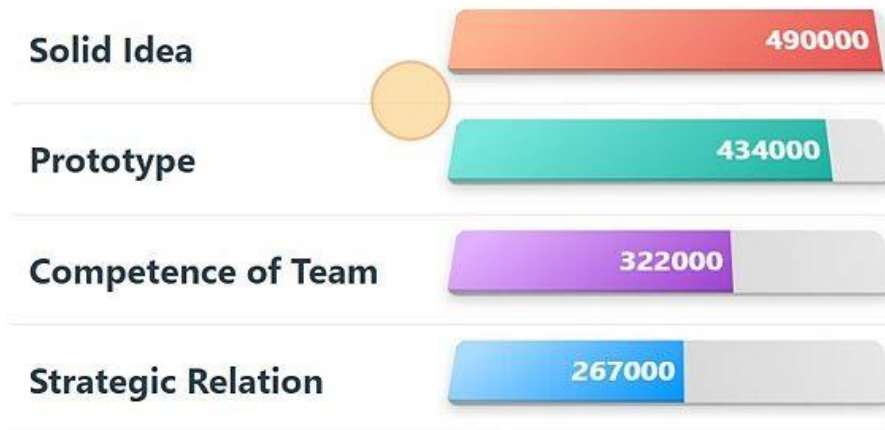 Solid Idea 490000
Prototype 434000
Competence of Team 322000
Strategic Relation 267000